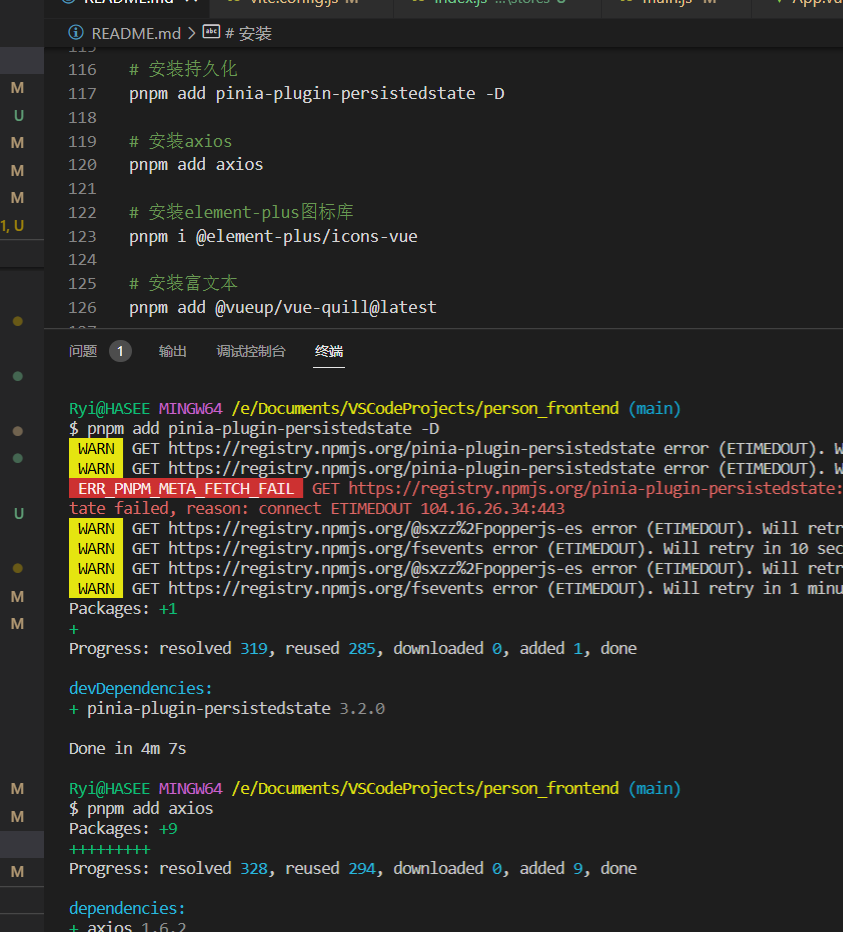 README.md
vite.config.js M
index.js ...\stores U
main.js M
App.vu
README.md > # 安装
115
116 # 安装持久化
117 pnpm add pinia-plugin-persistedstate -D
118
119 # 安装axios
120 pnpm add axios
121
122 # 安装element-plus图标库
123 pnpm i @element-plus/icons-vue
124
125 # 安装富文本
126 pnpm add @vueup/vue-quill@latest
127
M
U
M
M
M
1, U
U
M
M
M
M
M
问题 1 输出 调试控制台 终端
Ryi@HASEE MINGW64 /e/Documents/VSCodeProjects/person_frontend (main)
$ pnpm add pinia-plugin-persistedstate -D
WARN GET https://registry.npmjs.org/pinia-plugin-persistedstate error (ETIMEDOUT). W
WARN GET https://registry.npmjs.org/pinia-plugin-persistedstate error (ETIMEDOUT). W
ERR_PNPM_META_FETCH_FAIL GET https://registry.npmjs.org/pinia-plugin-persistedstate:
tate failed, reason: connect ETIMEDOUT 104.16.26.34:443
WARN GET https://registry.npmjs.org/@sxzz%2Fpopperjs-es error (ETIMEDOUT). Will retr
WARN GET https://registry.npmjs.org/fsevents error (ETIMEDOUT). Will retry in 10 sec
WARN GET https://registry.npmjs.org/@sxzz%2Fpopperjs-es error (ETIMEDOUT). Will retr
WARN GET https://registry.npmjs.org/fsevents error (ETIMEDOUT). Will retry in 1 minu
Packages: +1
+
Progress: resolved 319, reused 285, downloaded 0, added 1, done
devDependencies:
+ pinia-plugin-persistedstate 3.2.0
Done in 4m 7s
Ryi@HASEE MINGW64 /e/Documents/VSCodeProjects/person_frontend (main)
$ pnpm add axios
Packages: +9
+++++++++
Progress: resolved 328, reused 294, downloaded 0, added 9, done
dependencies:
+ axios 1.6.2